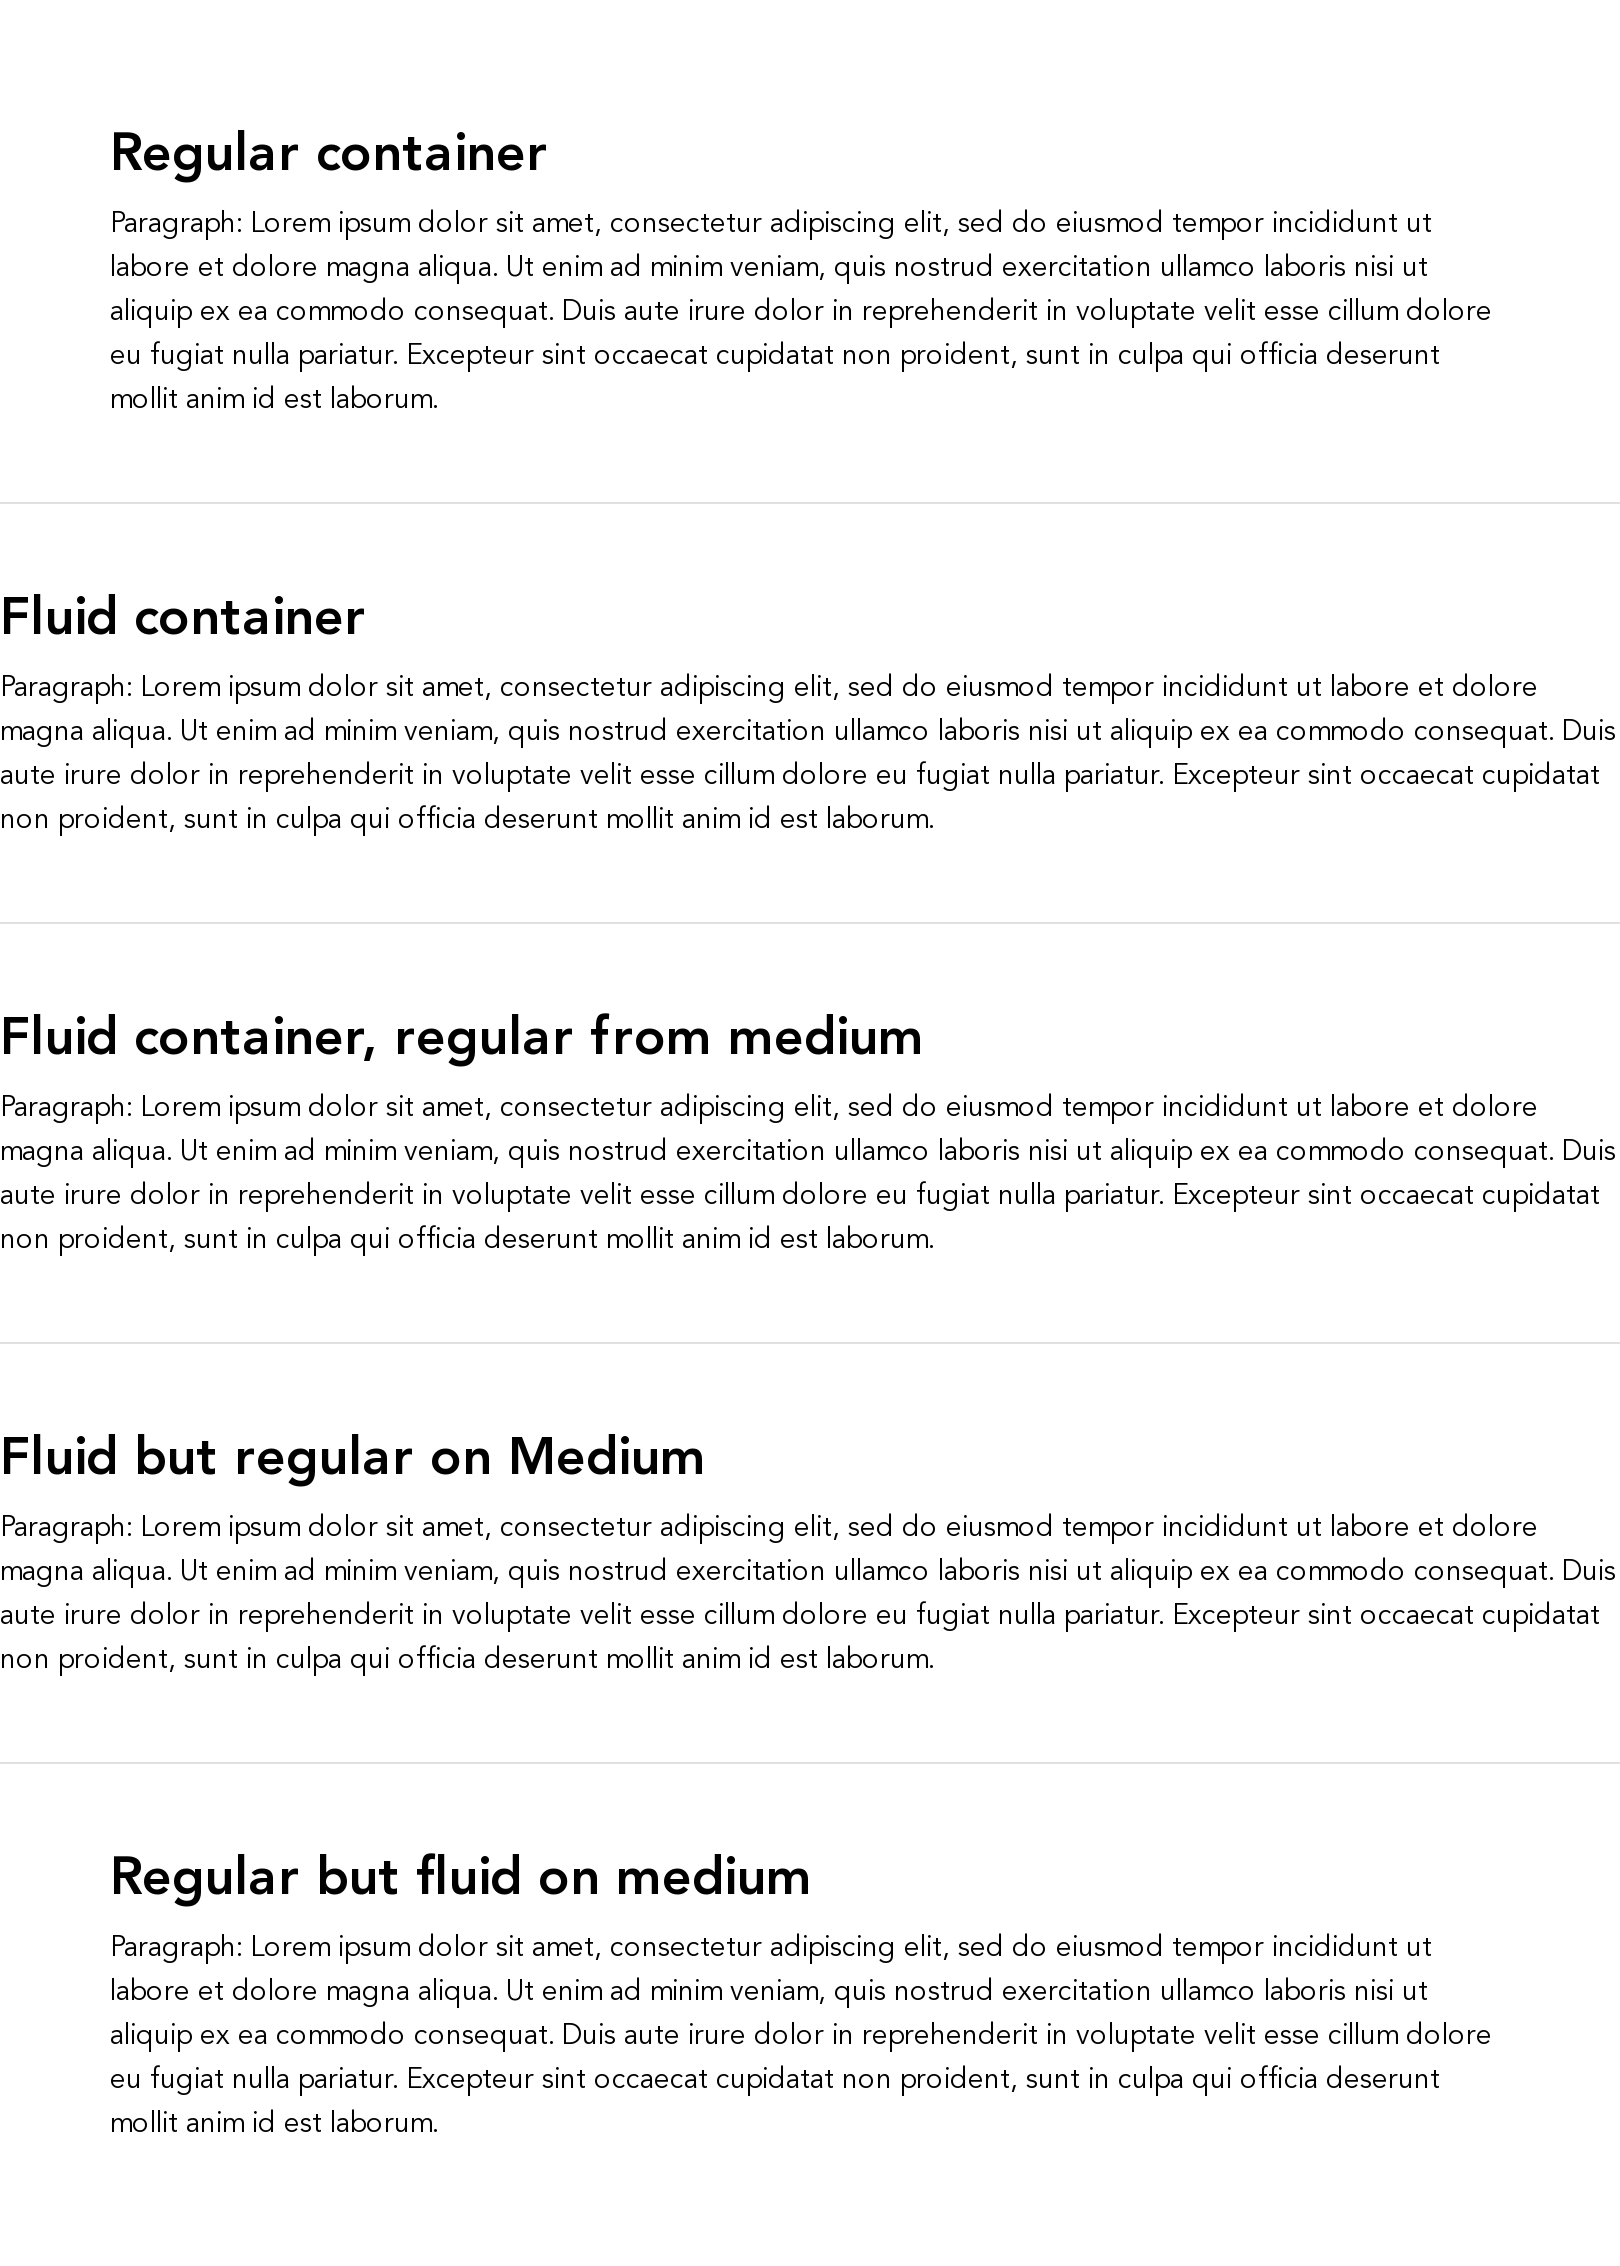 Regular container
Paragraph: Lorem ipsum dolor sit amet, consectetur adipiscing elit, sed do eiusmod tempor incididunt ut
labore et dolore magna aliqua. Ut enim ad minim veniam, quis nostrud exercitation ullamco laboris nisi ut
aliquip ex ea commodo consequat. Duis aute irure dolor in reprehenderit in voluptate velit esse cillum dolore
eu fugiat nulla pariatur. Excepteur sint occaecat cupidatat non proident, sunt in culpa qui officia deserunt
mollit anim id est laborum.
Fluid container
Paragraph: Lorem ipsum dolor sit amet, consectetur adipiscing elit, sed do eiusmod tempor incididunt ut labore et dolore
magna aliqua. Ut enim ad minim veniam, quis nostrud exercitation ullamco laboris nisi ut aliquip ex ea commodo consequat. Duis
aute irure dolor in reprehenderit in voluptate velit esse cillum dolore eu fugiat nulla pariatur. Excepteur sint occaecat cupidatat
non proident, sunt in culpa qui officia deserunt mollit anim id est laborum.
Fluid container, regular from medium
Paragraph: Lorem ipsum dolor sit amet, consectetur adipiscing elit, sed do eiusmod tempor incididunt ut labore et dolore
magna aliqua. Ut enim ad minim veniam, quis nostrud exercitation ullamco laboris nisi ut aliquip ex ea commodo consequat. Duis
aute irure dolor in reprehenderit in voluptate velit esse cillum dolore eu fugiat nulla pariatur. Excepteur sint occaecat cupidatat
non proident, sunt in culpa qui officia deserunt mollit anim id est laborum.
Fluid but regular on Medium
Paragraph: Lorem ipsum dolor sit amet, consectetur adipiscing elit, sed do eiusmod tempor incididunt ut labore et dolore
magna aliqua. Ut enim ad minim veniam, quis nostrud exercitation ullamco laboris nisi ut aliquip ex ea commodo consequat. Duis
aute irure dolor in reprehenderit in voluptate velit esse cillum dolore eu fugiat nulla pariatur. Excepteur sint occaecat cupidatat
non proident, sunt in culpa qui officia deserunt mollit anim id est laborum.
Regular but fluid on medium
Paragraph: Lorem ipsum dolor sit amet, consectetur adipiscing elit, sed do eiusmod tempor incididunt ut
labore et dolore magna aliqua. Ut enim ad minim veniam, quis nostrud exercitation ullamco laboris nisi ut
aliquip ex ea commodo consequat. Duis aute irure dolor in reprehenderit in voluptate velit esse cillum dolore
eu fugiat nulla pariatur. Excepteur sint occaecat cupidatat non proident, sunt in culpa qui officia deserunt
mollit anim id est laborum.